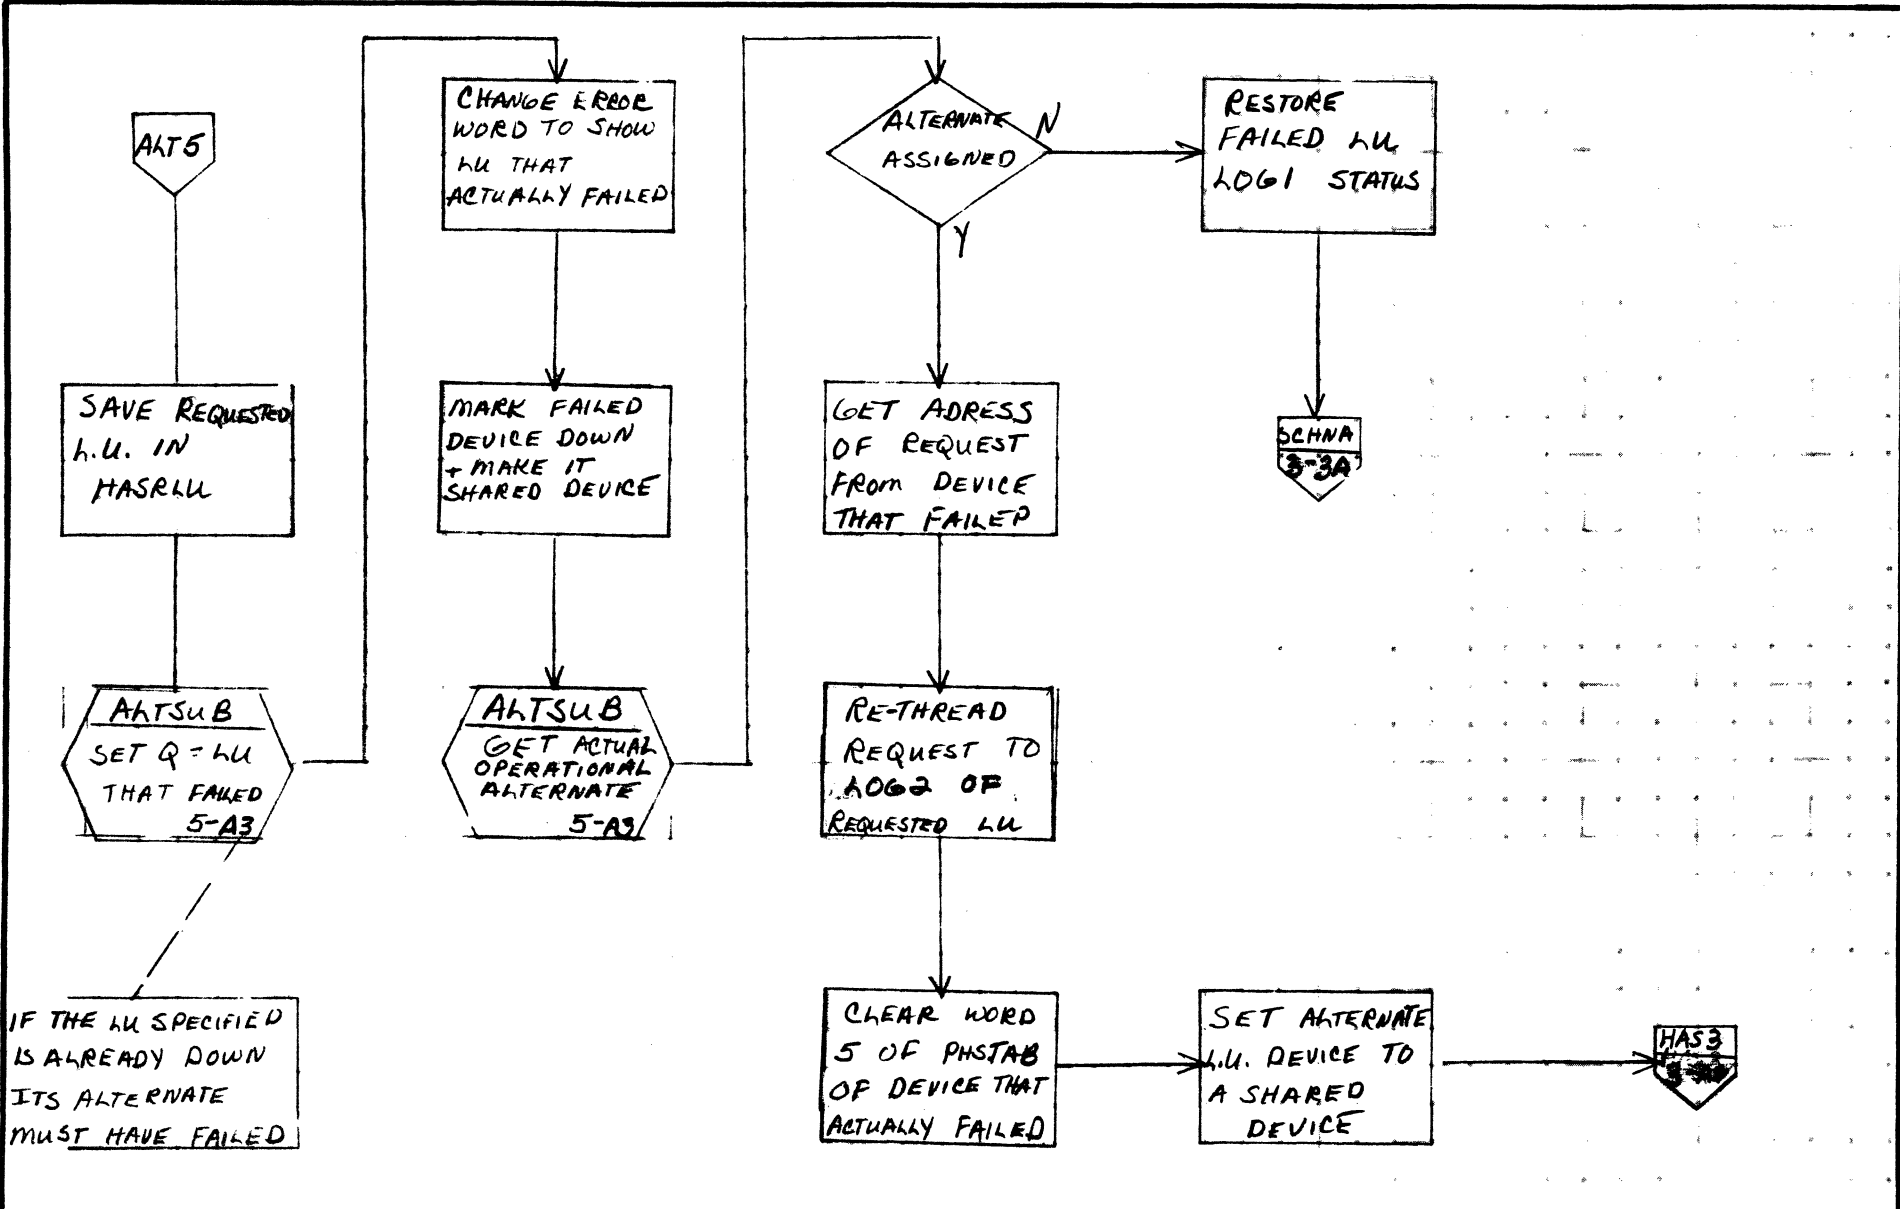 ALT5
SAVE REQUESTED
L.U. IN
HASRLU
ALTSUB
SET Q = LU
THAT FAILED
5-A3
IF THE LU SPECIFIED
IS ALREADY DOWN
ITS ALTERNATE
MUST HAVE FAILED
CHANGE ERROR
WORD TO SHOW
LU THAT
ACTUALLY FAILED
MARK FAILED
DEVICE DOWN
+ MAKE IT
SHARED DEVICE
ALTSUB
GET ACTUAL
OPERATIONAL
ALTERNATE
5-A3
ALTERNATE
ASSIGNED
N
Y
GET ADRESS
OF REQUEST
FROM DEVICE
THAT FAILED
RE-THREAD
REQUEST TO
LOG2 OF
REQUESTED LU
CLEAR WORD
5 OF PHSTAB
OF DEVICE THAT
ACTUALLY FAILED
RESTORE
FAILED LU
LOG1 STATUS
SCHNA
3-3A
SET ALTERNATE
L.U. DEVICE TO
A SHARED
DEVICE
HAS3